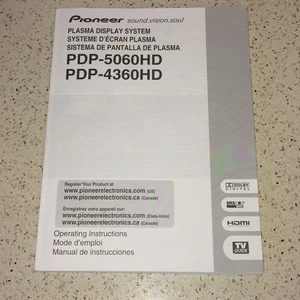 Pioneer sound.vision.soul
PLASMA DISPLAY SYSTEM
SYSTÈME D'ÉCRAN PLASMA
SISTEMA DE PANTALLA DE PLASMA
PDP-5060HD
PDP-4360HD
Register Your Product at
www.pioneerelectronics.com (US)
www.pioneerelectronics.ca (Canada)
Enregistrez votre appareil sur:
www.pioneerelectronics.com (États-Unis)
www.pioneerelectronics.ca (Canada)
Operating Instructions
Mode d'emploi
Manual de instrucciones
DOLBY
DIGITAL
SRS
HDMI
TV
GUIDE